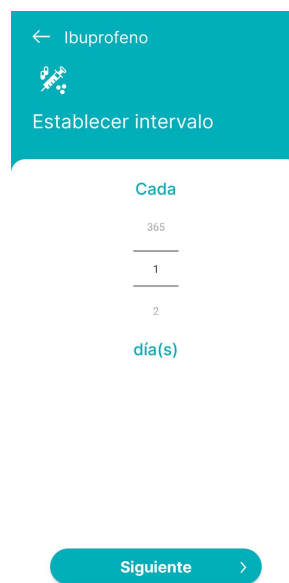 Ibuprofeno
Establecer intervalo
Cada
365
1
2
día(s)
Siguiente